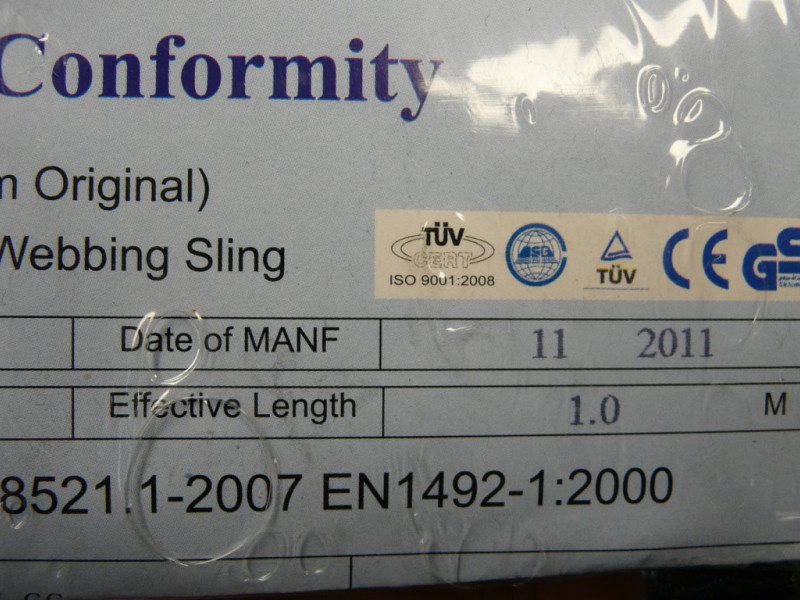 Conformity
Original)
Webbing Sling
TÜV
CERT
ISO 9001:2008
TÜV
CE
GS
Date of MANF 11 2011
Effective Length 1.0 M
8521.1-2007 EN1492-1:2000